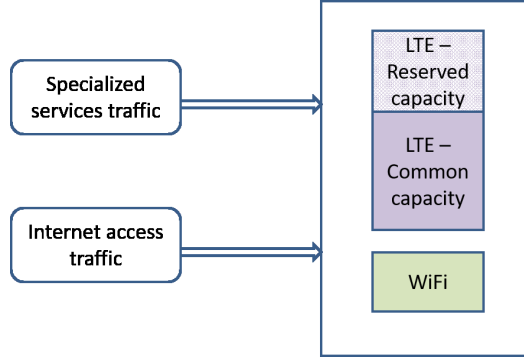 Specialized
services traffic
Internet access
traffic
LTE –
Reserved
capacity
LTE –
Common
capacity
WiFi